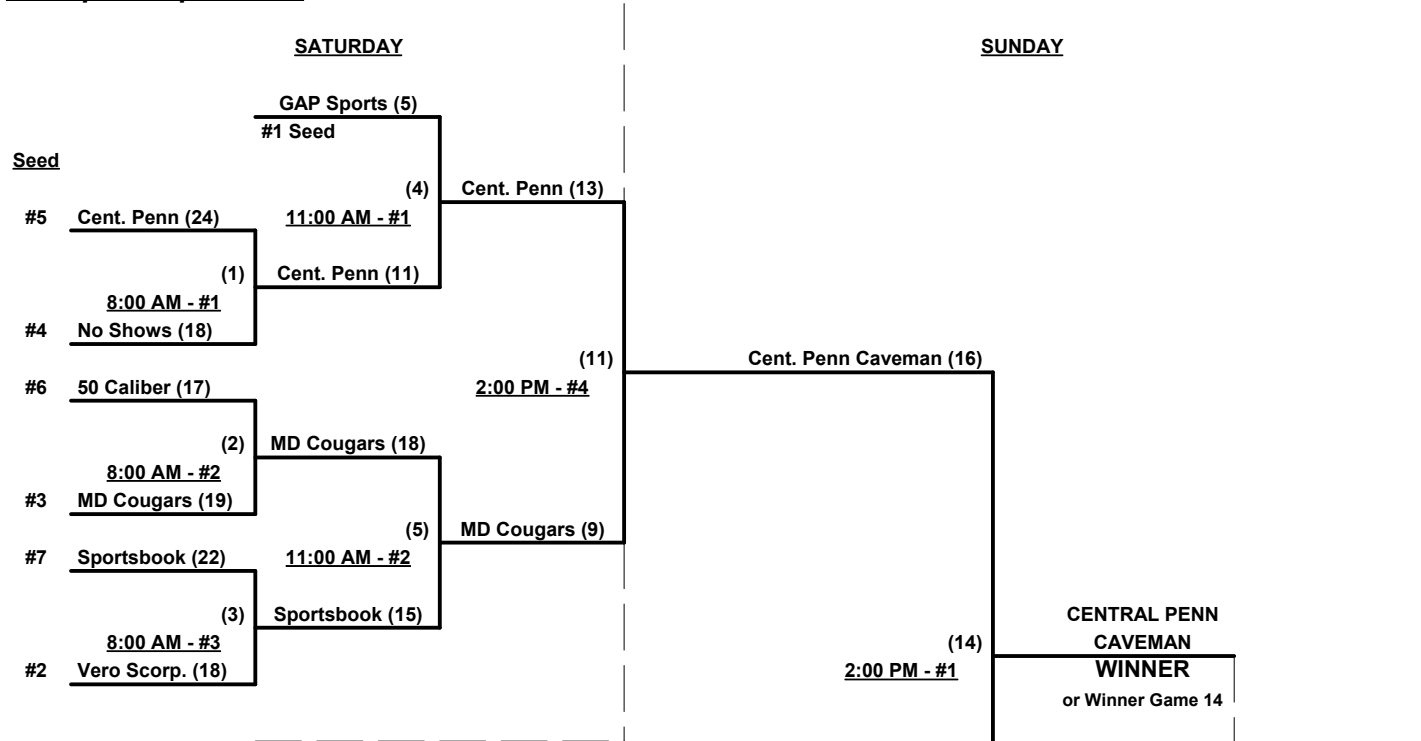 SATURDAY SUNDAY
GAP Sports (5)
#1 Seed
Seed
(4) Cent. Penn (13)
#5 Cent. Penn (24) 11:00 AM - #1
(1) Cent. Penn (11)
8:00 AM - #1
#4 No Shows (18)
(11) Cent. Penn Caveman (16)
#6 50 Caliber (17) 2:00 PM - #4
(2) MD Cougars (18)
8:00 AM - #2
#3 MD Cougars (19)
(5) MD Cougars (9)
#7 Sportsbook (22) 11:00 AM - #2
(3) Sportsbook (15) CENTRAL PENN
8:00 AM - #3 (14) CAVEMAN
#2 Vero Scorp. (18) 2:00 PM - #1 WINNER
or Winner Game 14